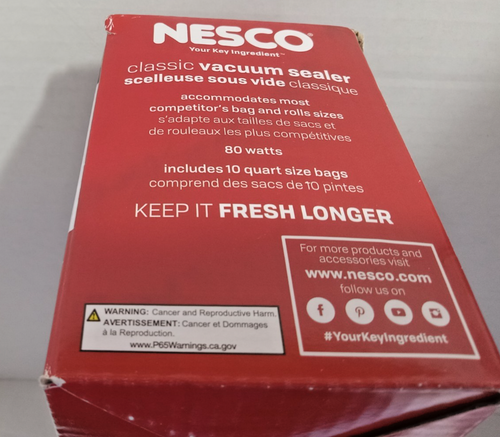 NESCO®
Your Key Ingredient™
classic vacuum sealer
scelleuse sous vide classique
accommodates most
competitor's bag and rolls sizes
s'adapte aux tailles de sacs et
de rouleaux les plus compétitives
80 watts
includes 10 quart size bags
comprend des sacs de 10 pintes
KEEP IT FRESH LONGER
For more products and
accessories visit
www.nesco.com
follow us on
#YourKeyIngredient
WARNING: Cancer and Reproductive Harm.
AVERTISSEMENT: Cancer et Dommages
à la Reproduction.
www.P65Warnings.ca.gov